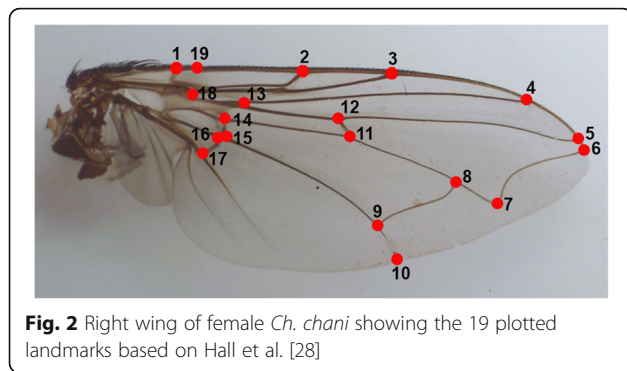 1 19 2 3
4
18 13
12
14
5
16 15 11
6
17
8
7
9
10
Fig. 2 Right wing of female Ch. chani showing the 19 plotted
landmarks based on Hall et al. [28]